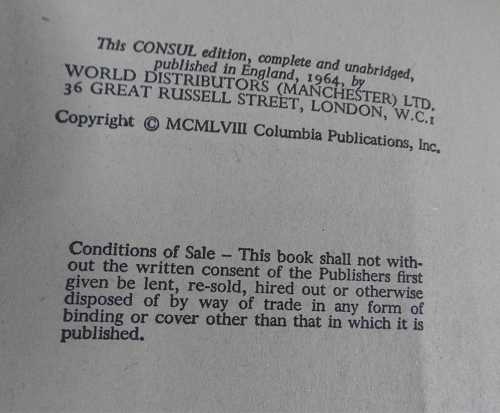 This CONSUL edition, complete and unabridged,
published in England, 1964, by
WORLD DISTRIBUTORS (MANCHESTER) LTD.
36 GREAT RUSSELL STREET, LONDON, W.C.1
Copyright © MCMLVIII Columbia Publications, Inc.
Conditions of Sale – This book shall not with-
out the written consent of the Publishers first
given be lent, re-sold, hired out or otherwise
disposed of by way of trade in any form of
binding or cover other than that in which it is
published.